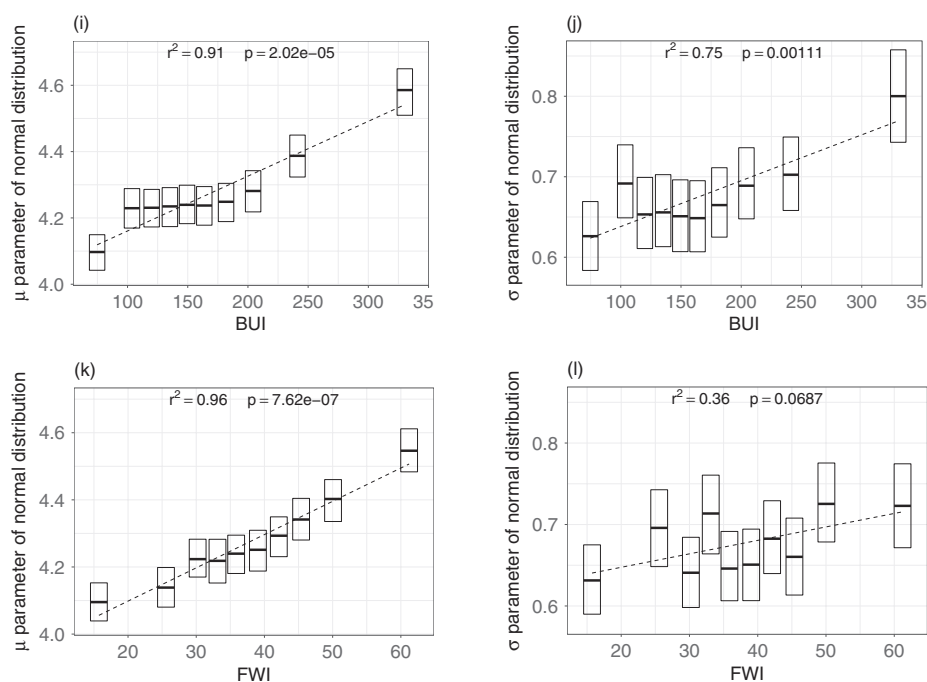 (i)
r² = 0.91 p = 2.02e−05
4.6
4.4
4.2
4.0
μ parameter of normal distribution
100 150 200 250 300 35
BUI
(j)
r² = 0.75 p = 0.00111
0.8
0.7
0.6
σ parameter of normal distribution
100 150 200 250 300 35
BUI
(k)
r² = 0.96 p = 7.62e−07
4.6
4.4
4.2
4.0
μ parameter of normal distribution
20 30 40 50 60
FWI
(l)
r² = 0.36 p = 0.0687
0.8
0.7
0.6
σ parameter of normal distribution
20 30 40 50 60
FWI